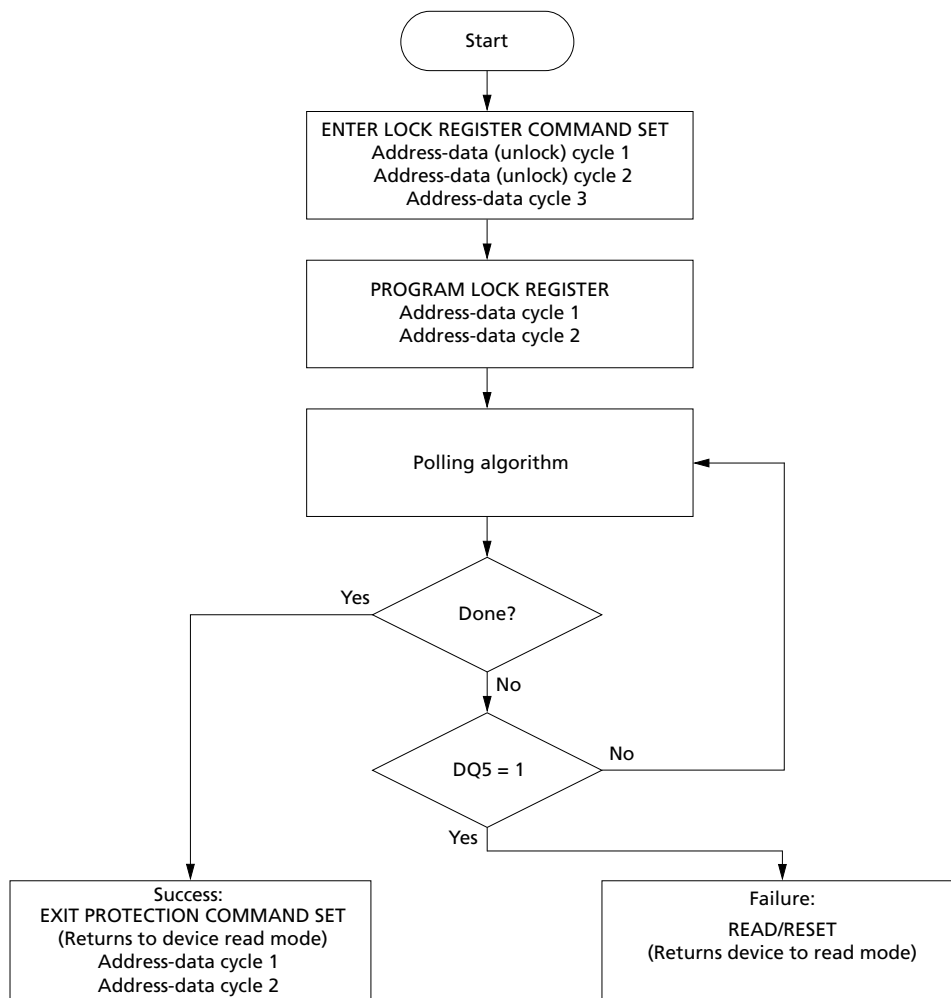 Start
ENTER LOCK REGISTER COMMAND SET
Address-data (unlock) cycle 1
Address-data (unlock) cycle 2
Address-data cycle 3
PROGRAM LOCK REGISTER
Address-data cycle 1
Address-data cycle 2
Polling algorithm
Yes
Done?
No
DQ5 = 1
No
Yes
Success:
EXIT PROTECTION COMMAND SET
(Returns to device read mode)
Address-data cycle 1
Address-data cycle 2
Failure:
READ/RESET
(Returns device to read mode)